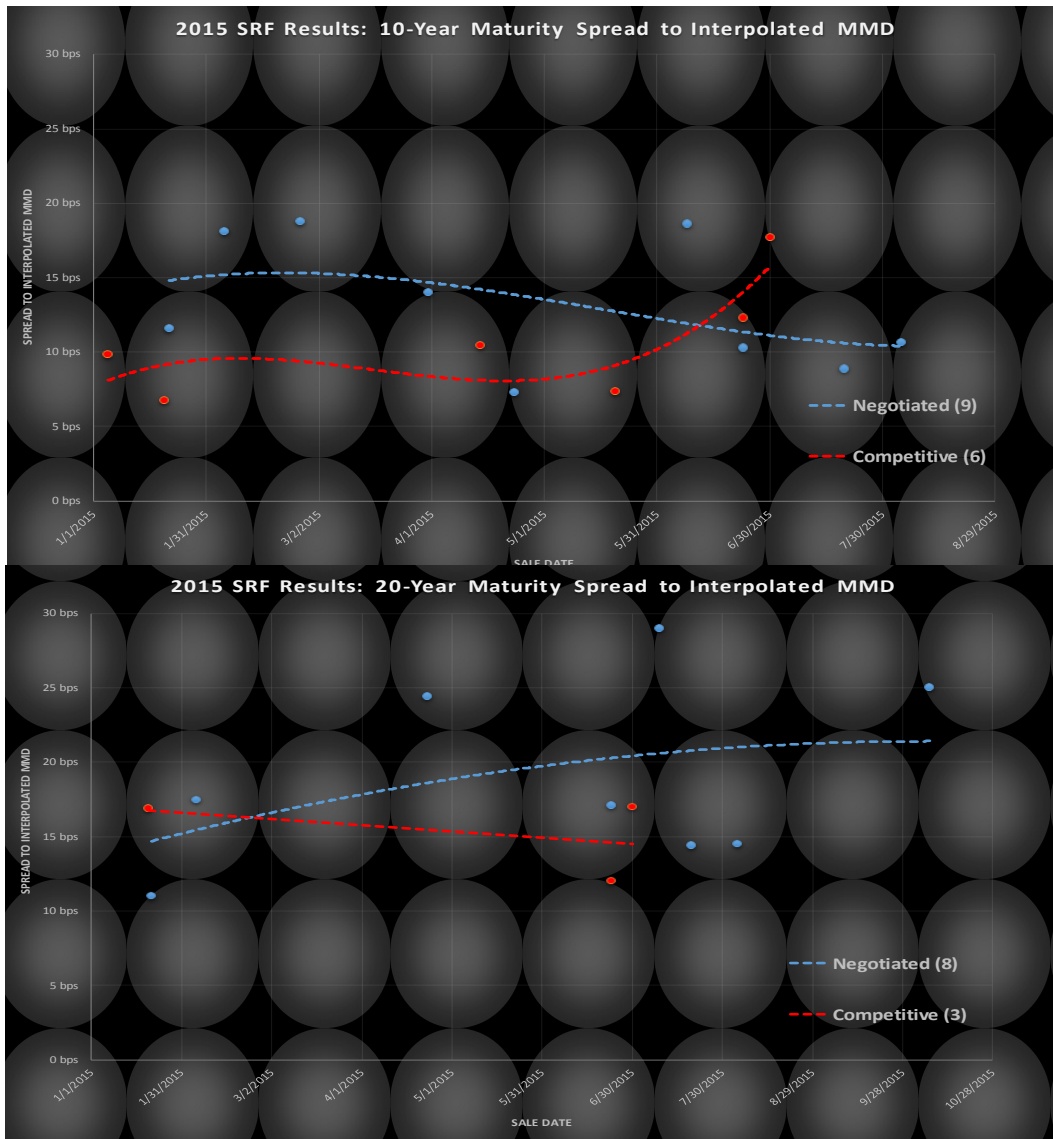 2015 SRF Results: 10-Year Maturity Spread to Interpolated MMD
30 bps
25 bps
20 bps
15 bps
10 bps
5 bps
0 bps
SPREAD TO INTERPOLATED MMD
Negotiated (9)
Competitive (6)
1/1/2015
1/31/2015
3/2/2015
4/1/2015
5/1/2015
5/31/2015
6/30/2015
7/30/2015
8/29/2015
SALE DATE
2015 SRF Results: 20-Year Maturity Spread to Interpolated MMD
30 bps
25 bps
20 bps
15 bps
10 bps
5 bps
0 bps
SPREAD TO INTERPOLATED MMD
Negotiated (8)
Competitive (3)
1/1/2015
1/31/2015
3/2/2015
4/1/2015
5/1/2015
5/31/2015
6/30/2015
7/30/2015
8/29/2015
9/28/2015
10/28/2015
SALE DATE